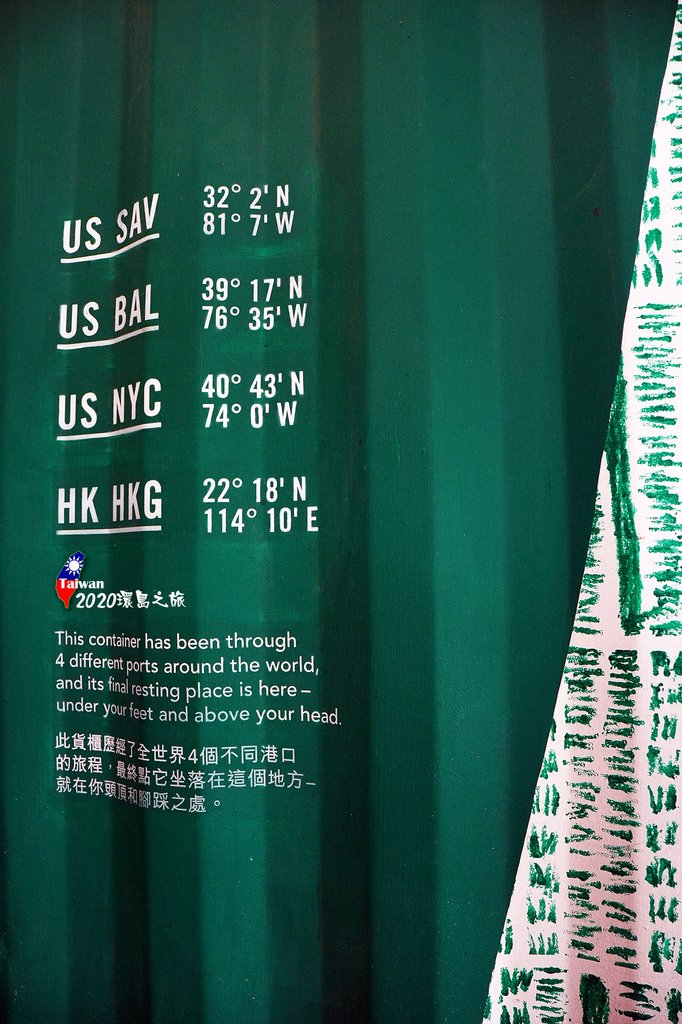 US SAV
32° 2' N
81° 7' W
US BAL
39° 17' N
76° 35' W
US NYC
40° 43' N
74° 0' W
HK HKG
22° 18' N
114° 10' E
Taiwan
2020環島之旅
This container has been through
4 different ports around the world,
and its final resting place is here –
under your feet and above your head.
此貨櫃歷經了全世界4個不同港口
的旅程，最終點它坐落在這個地方–
就在你頭頂和腳踩之處。